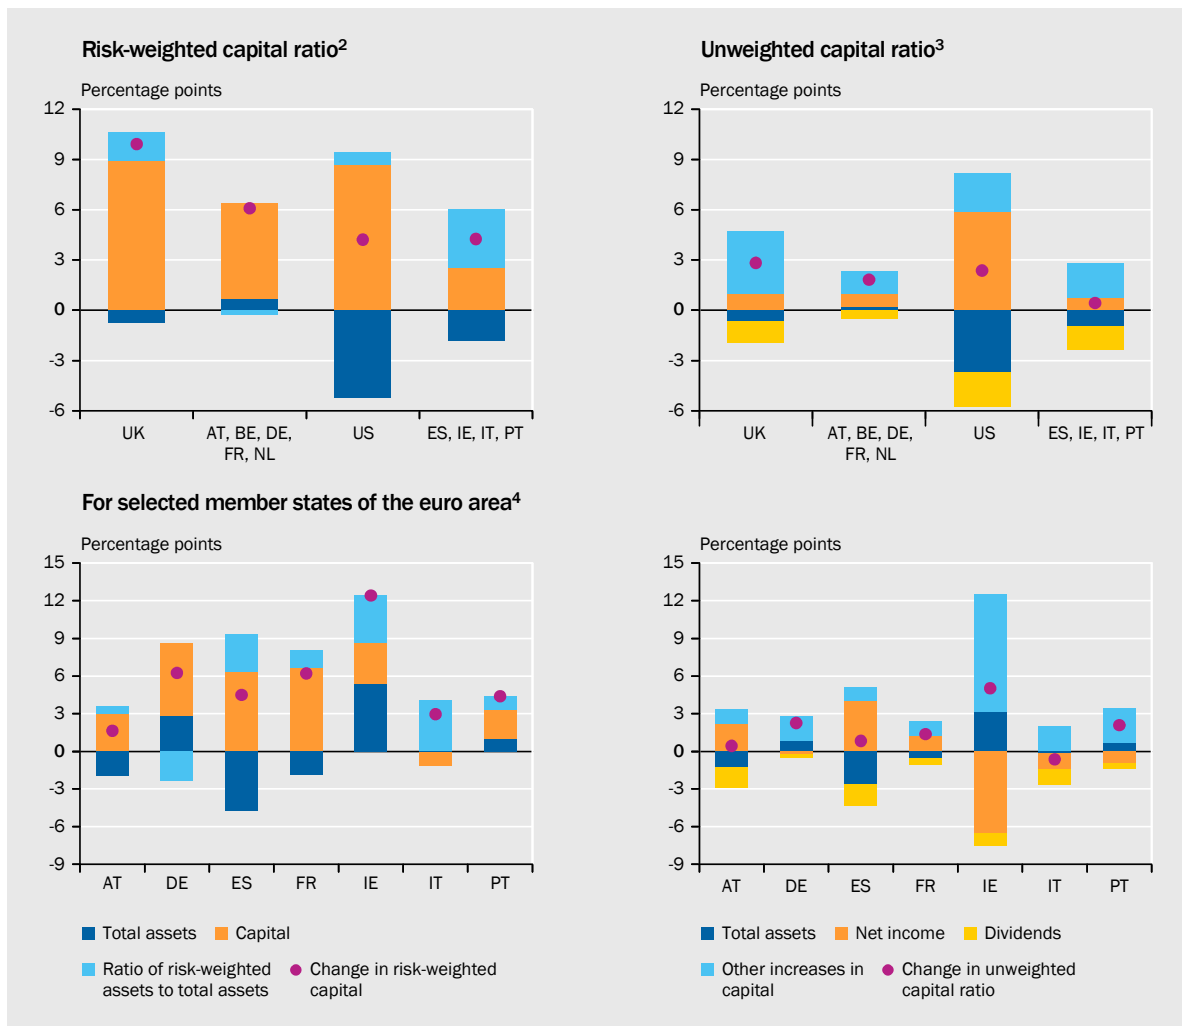 Risk-weighted capital ratio²
Percentage points
12
9
6
3
0
-3
-6
UK
AT, BE, DE,
FR, NL
US
ES, IE, IT, PT
Unweighted capital ratio³
Percentage points
12
9
6
3
0
-3
-6
UK
AT, BE, DE,
FR, NL
US
ES, IE, IT, PT
For selected member states of the euro area⁴
Percentage points
15
12
9
6
3
0
-3
-6
-9
AT
DE
ES
FR
IE
IT
PT
Total assets
Capital
Ratio of risk-weighted
assets to total assets
Change in risk-weighted
capital
Percentage points
15
12
9
6
3
0
-3
-6
-9
AT
DE
ES
FR
IE
IT
PT
Total assets
Net income
Dividends
Other increases in
capital
Change in unweighted
capital ratio